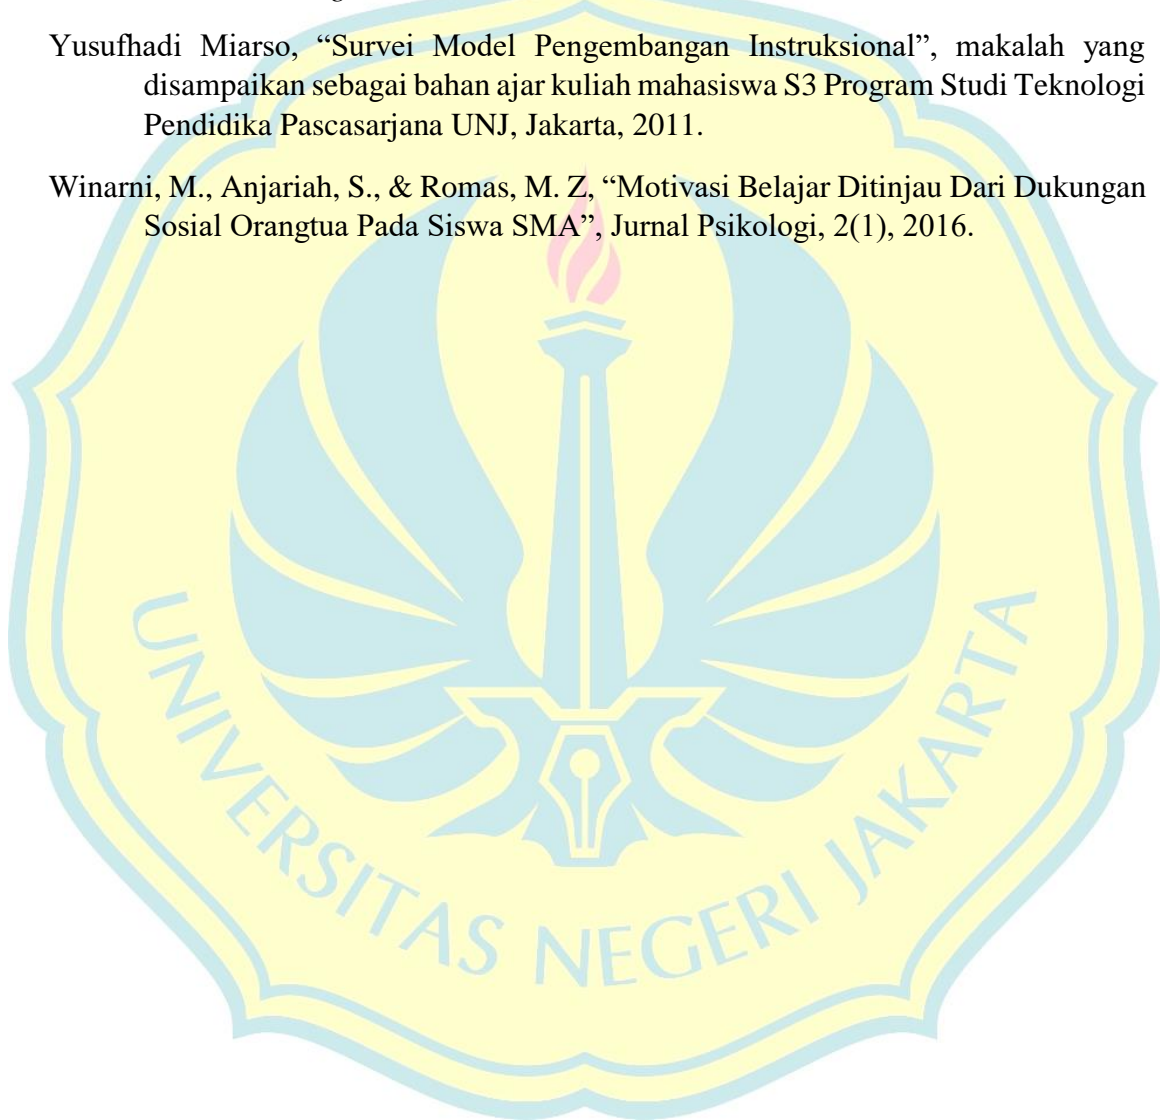 Yusufhadi Miarso, “Survei Model Pengembangan Instruksional”, makalah yang
disampaikan sebagai bahan ajar kuliah mahasiswa S3 Program Studi Teknologi
Pendidika Pascasarjana UNJ, Jakarta, 2011.
Winarni, M., Anjariah, S., & Romas, M. Z, “Motivasi Belajar Ditinjau Dari Dukungan
Sosial Orangtua Pada Siswa SMA”, Jurnal Psikologi, 2(1), 2016.
UNIVERSITAS NEGERI JAKARTA